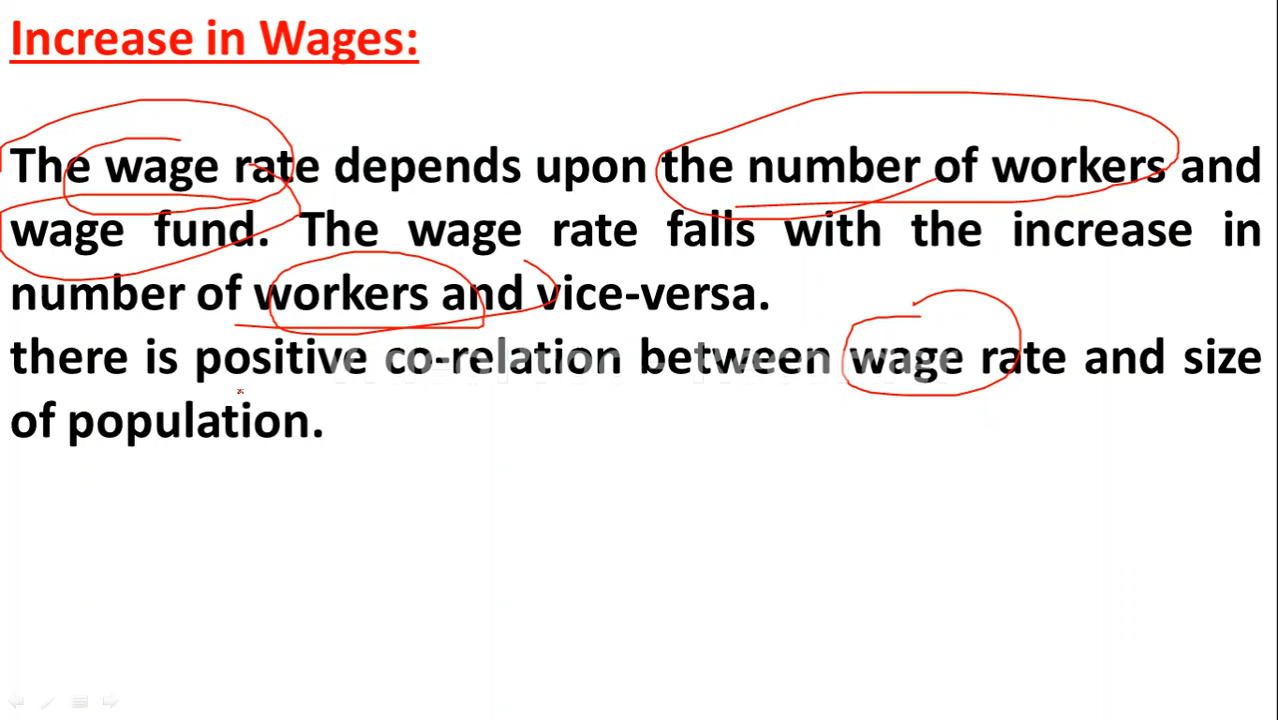 Increase in Wages:
The wage rate depends upon the number of workers and
wage fund. The wage rate falls with the increase in
number of workers and vice-versa.
there is positive co-relation between wage rate and size
of population.